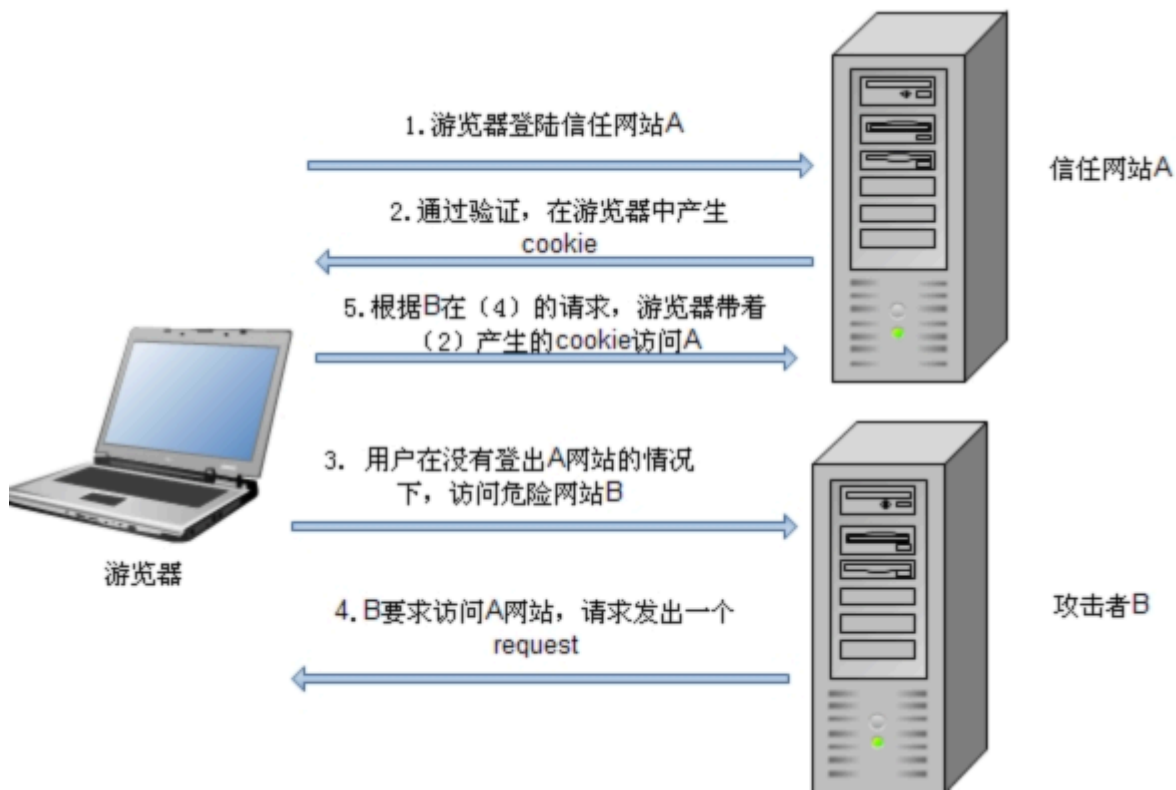 1.游览器登陆信任网站A
信任网站A
2.通过验证，在游览器中产生
cookie
5.根据B在（4）的请求，游览器带着
（2）产生的cookie访问A
3. 用户在没有登出A网站的情况
下，访问危险网站B
游览器
4.B要求访问A网站，请求发出一个
request
攻击者B